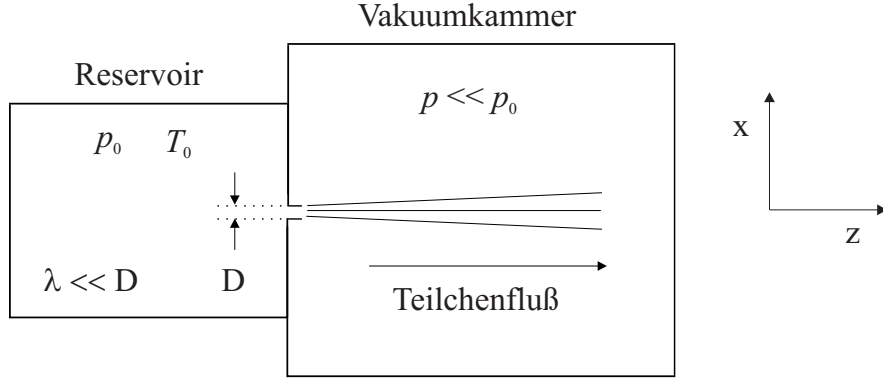 Vakuumkammer
Reservoir
p << p₀
p₀ T₀
x
z
λ << D
D
Teilchenfluß